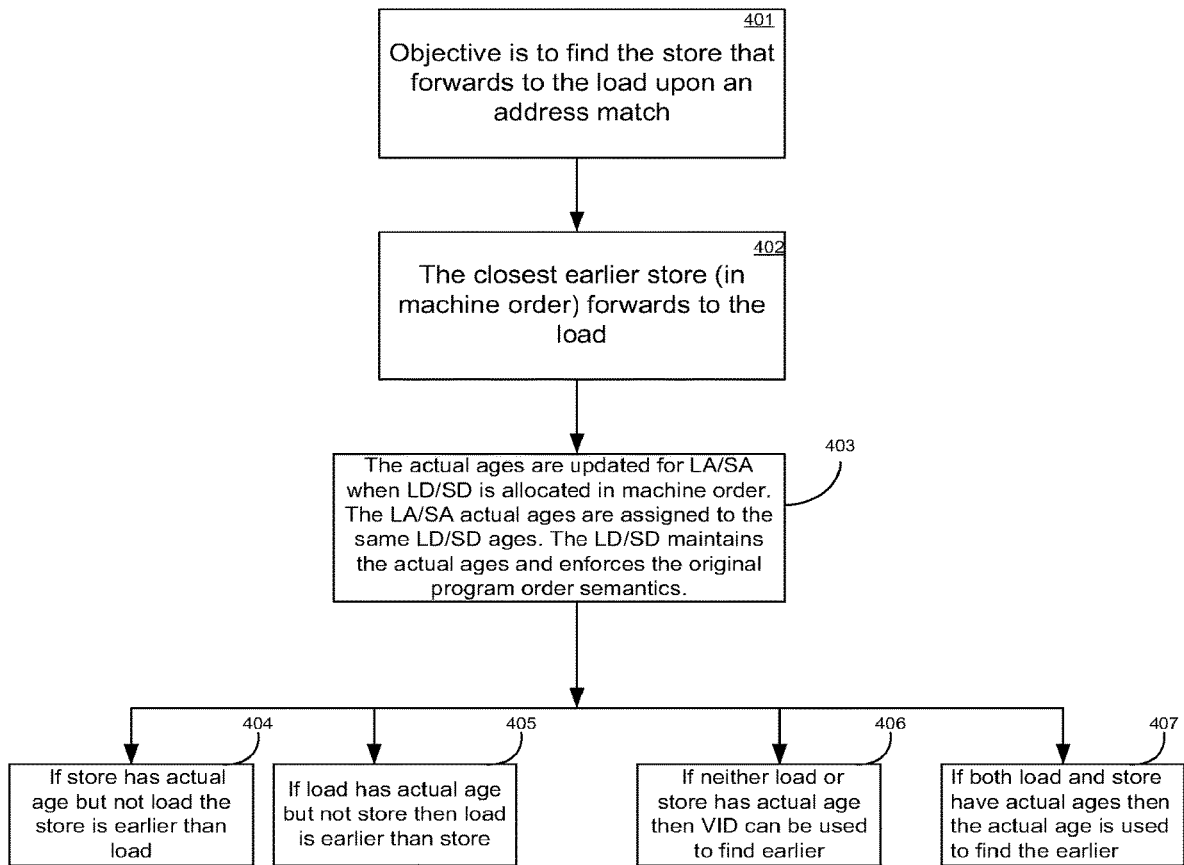 401
Objective is to find the store that
forwards to the load upon an
address match
402
The closest earlier store (in
machine order) forwards to the
load
403
The actual ages are updated for LA/SA
when LD/SD is allocated in machine order.
The LA/SA actual ages are assigned to the
same LD/SD ages. The LD/SD maintains
the actual ages and enforces the original
program order semantics.
404
If store has actual
age but not load the
store is earlier than
load
405
If load has actual age
but not store then load
is earlier than store
406
If neither load or
store has actual age
then VID can be used
to find earlier
407
If both load and store
have actual ages then
the actual age is used
to find the earlier